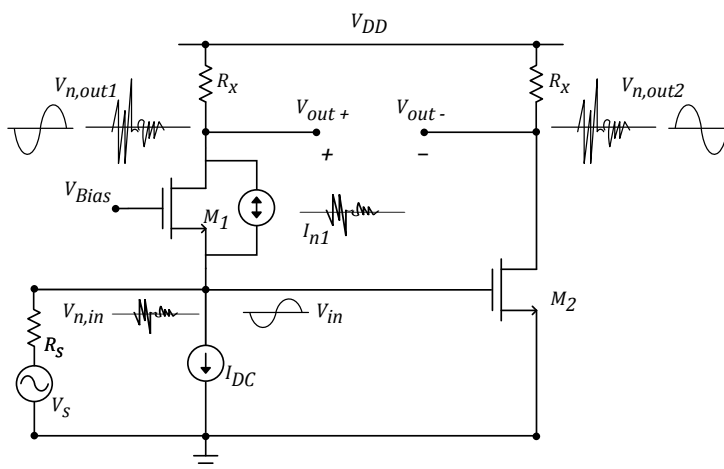 V_DD
V_n,out1
R_x
V_out +
V_out -
R_x
V_n,out2
+
−
V_Bias
M_1
I_n1
V_n,in
V_in
M_2
R_s
V_s
I_DC